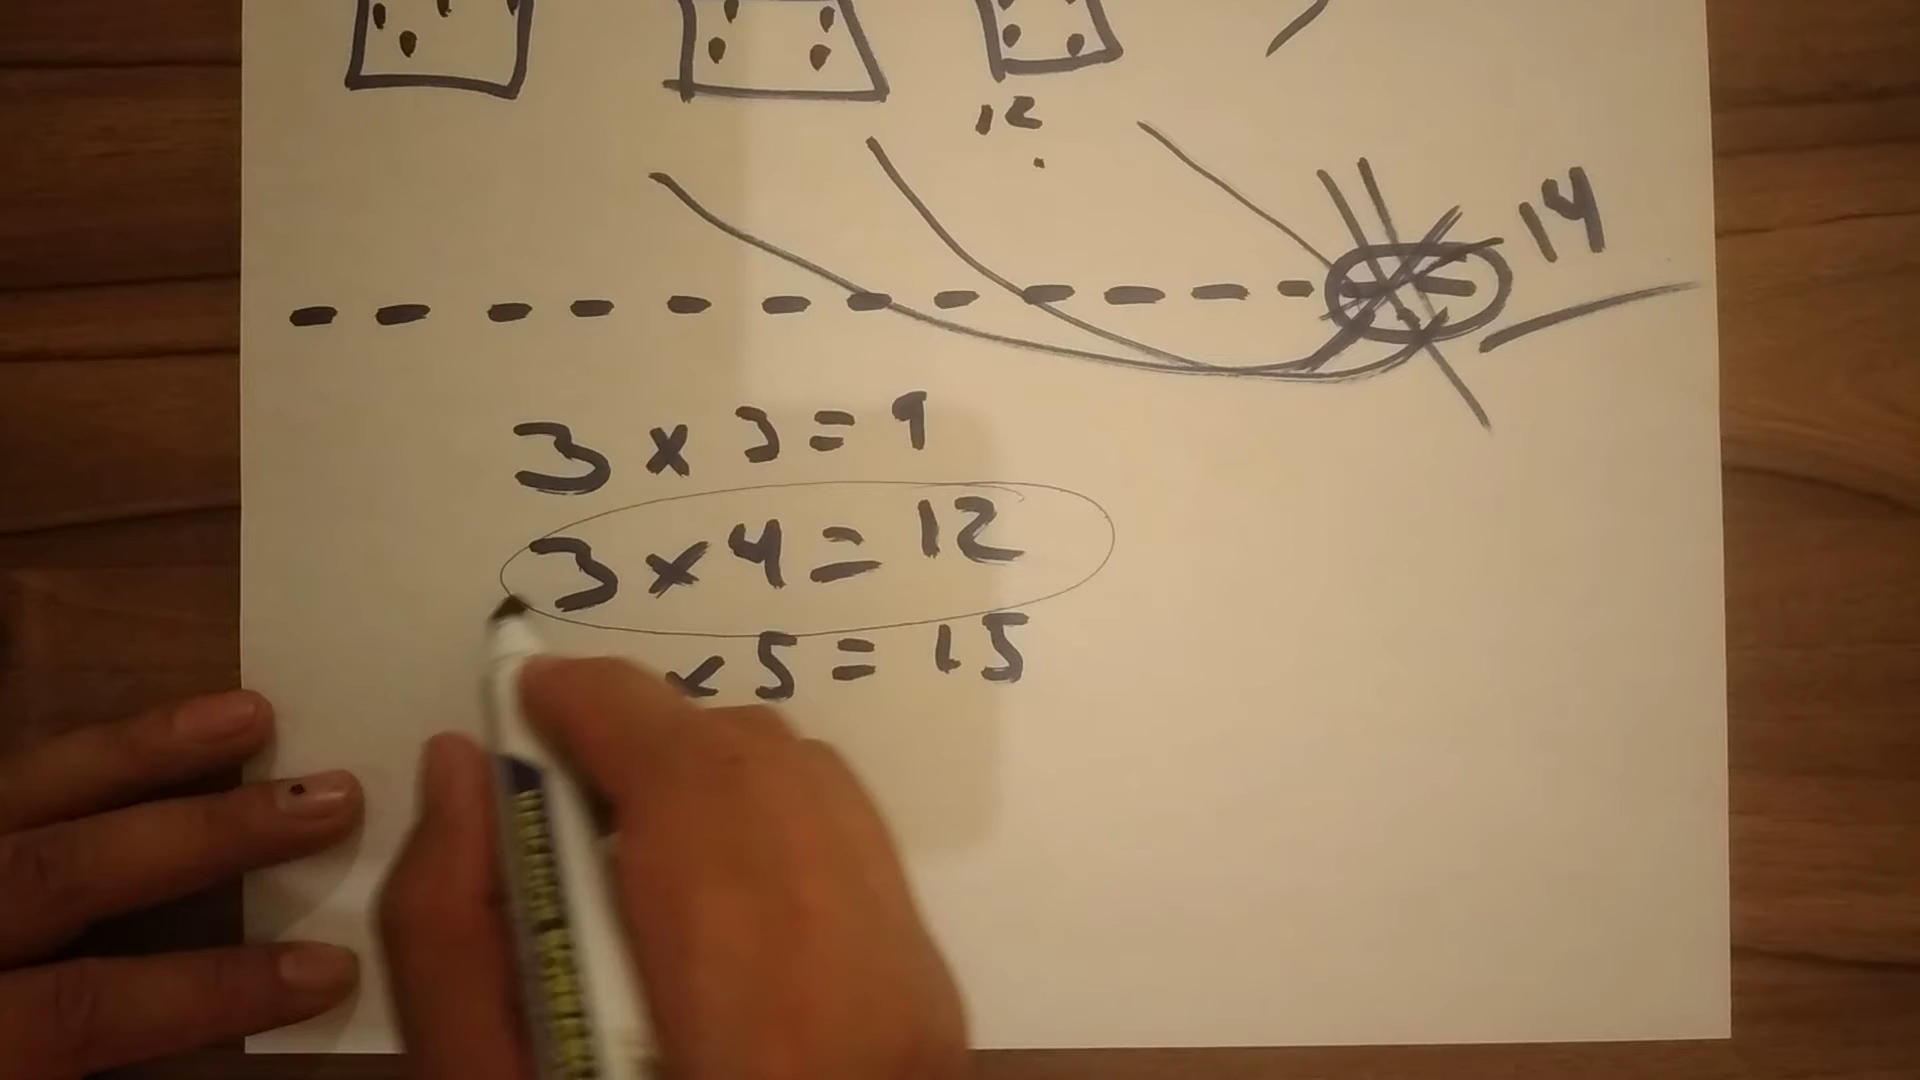 12
14
3 x 3 = 9
3 x 4 = 12
x 5 = 15